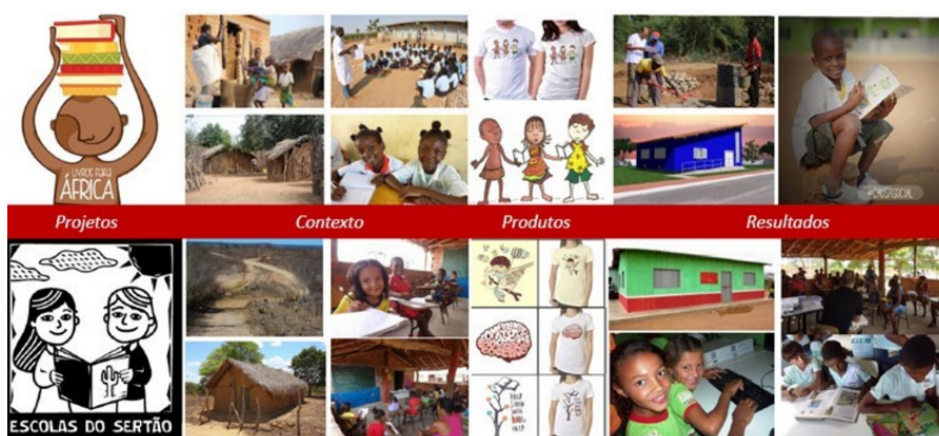 LIVROS PARA
ÁFRICA
Projetos
Contexto
Produtos
Resultados
ESCOLAS DO SERTÃO